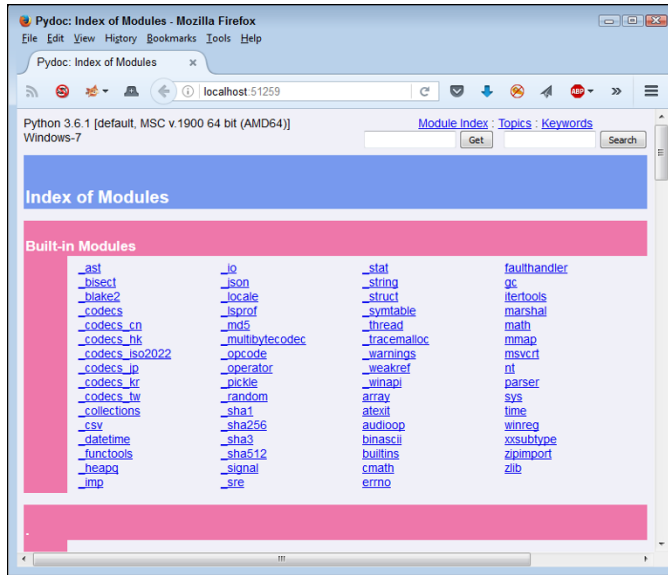 Pydoc: Index of Modules - Mozilla Firefox
File Edit View History Bookmarks Tools Help
Pydoc: Index of Modules ×
localhost:51259
ABP
Python 3.6.1 [default, MSC v.1900 64 bit (AMD64)]
Windows-7
Module Index : Topics : Keywords
Get Search
Index of Modules
Built-in Modules
_ast _io _stat faulthandler
_bisect _json _string gc
_blake2 _locale _struct itertools
_codecs _lsprof _symtable marshal
_codecs_cn _md5 _thread math
_codecs_hk _multibytecodec _tracemalloc mmap
_codecs_iso2022 _opcode _warnings msvcrt
_codecs_jp _operator _weakref nt
_codecs_kr _pickle _winapi parser
_codecs_tw _random array sys
_collections _sha1 atexit time
_csv _sha256 audioop winreg
_datetime _sha3 binascii xxsubtype
_functools _sha512 builtins zipimport
_heapq _signal cmath zlib
_imp _sre errno
.